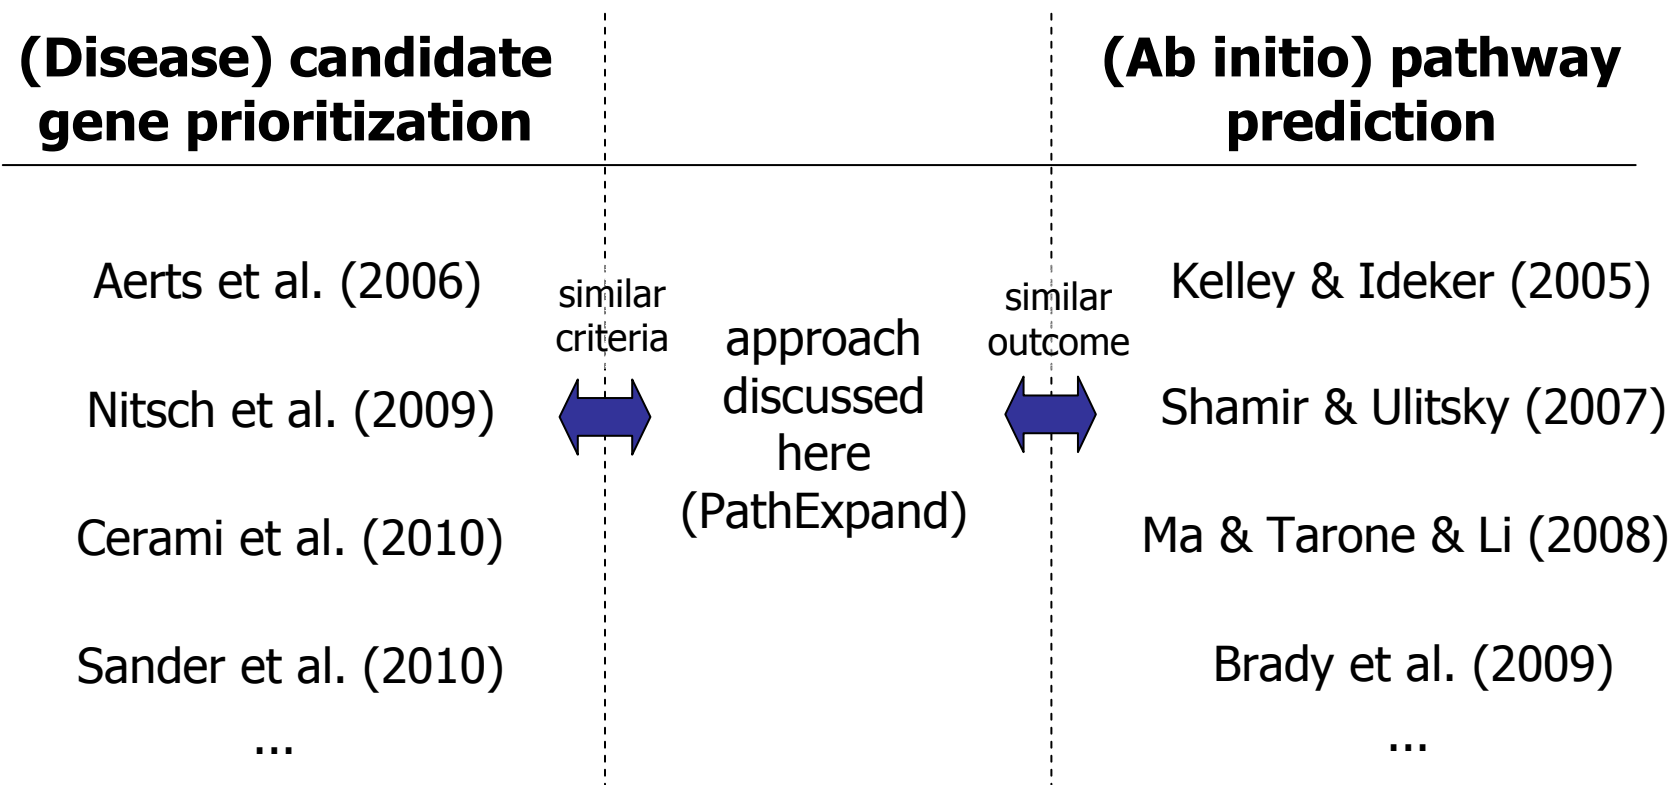 (Disease) candidate
gene prioritization
(Ab initio) pathway
prediction
Aerts et al. (2006)
Nitsch et al. (2009)
Cerami et al. (2010)
Sander et al. (2010)
...
similar
criteria
approach
discussed
here
(PathExpand)
similar
outcome
Kelley & Ideker (2005)
Shamir & Ulitsky (2007)
Ma & Tarone & Li (2008)
Brady et al. (2009)
...